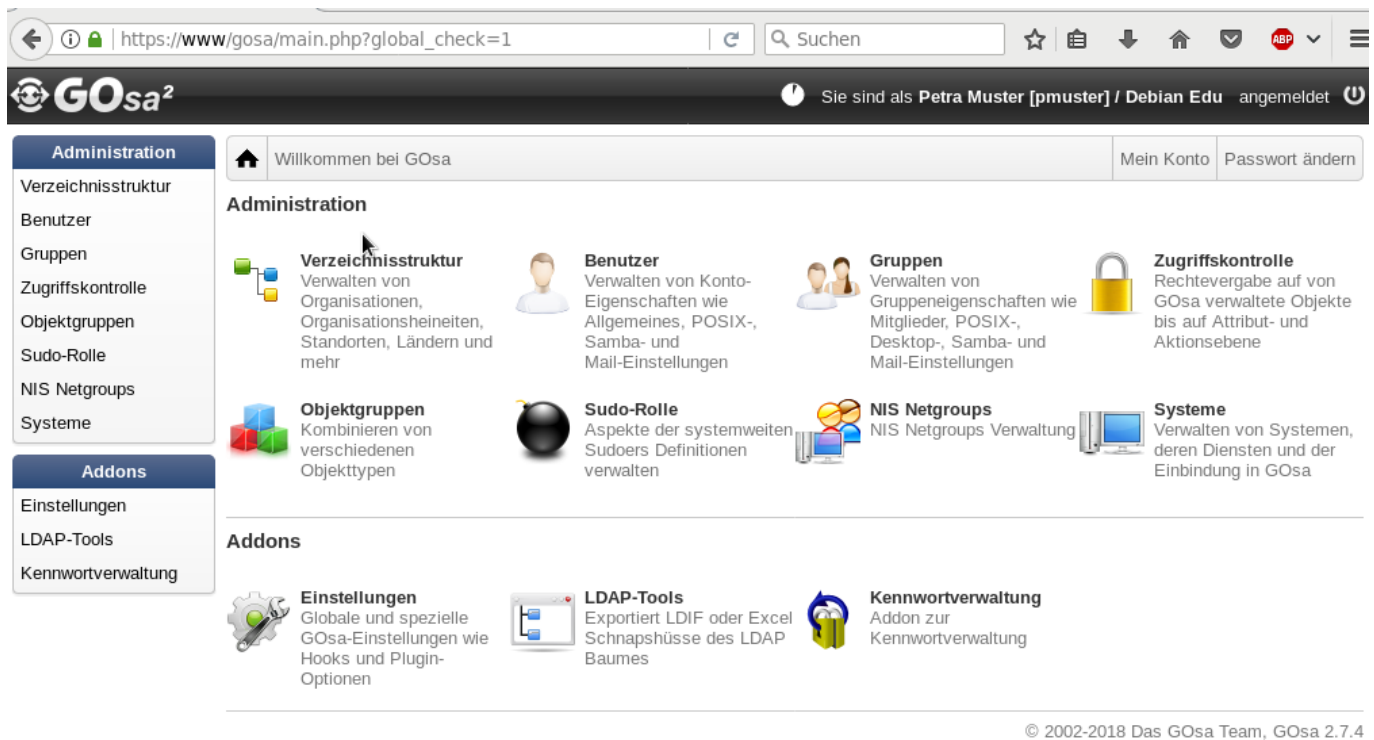 https://www/gosa/main.php?global_check=1
Suchen
ABP
GOsa²
Sie sind als Petra Muster [pmuster] / Debian Edu angemeldet
Administration
Verzeichnisstruktur
Benutzer
Gruppen
Zugriffskontrolle
Objektgruppen
Sudo-Rolle
NIS Netgroups
Systeme
Addons
Einstellungen
LDAP-Tools
Kennwortverwaltung
Willkommen bei GOsa
Mein Konto
Passwort ändern
Administration
Verzeichnisstruktur
Verwalten von
Organisationen,
Organisationsheineiten,
Standorten, Ländern und
mehr
Benutzer
Verwalten von Konto-
Eigenschaften wie
Allgemeines, POSIX-,
Samba- und
Mail-Einstellungen
Gruppen
Verwalten von
Gruppeneigenschaften wie
Mitglieder, POSIX-,
Desktop-, Samba- und
Mail-Einstellungen
Zugriffskontrolle
Rechtevergabe auf von
GOsa verwaltete Objekte
bis auf Attribut- und
Aktionsebene
Objektgruppen
Kombinieren von
verschiedenen
Objekttypen
Sudo-Rolle
Aspekte der systemweiten
Sudoers Definitionen
verwalten
NIS Netgroups
NIS Netgroups Verwaltung
Systeme
Verwalten von Systemen,
deren Diensten und der
Einbindung in GOsa
Addons
Einstellungen
Globale und spezielle
GOsa-Einstellungen wie
Hooks und Plugin-
Optionen
LDAP-Tools
Exportiert LDIF oder Excel
Schnapshüsse des LDAP
Baumes
Kennwortverwaltung
Addon zur
Kennwortverwaltung
© 2002-2018 Das GOsa Team, GOsa 2.7.4